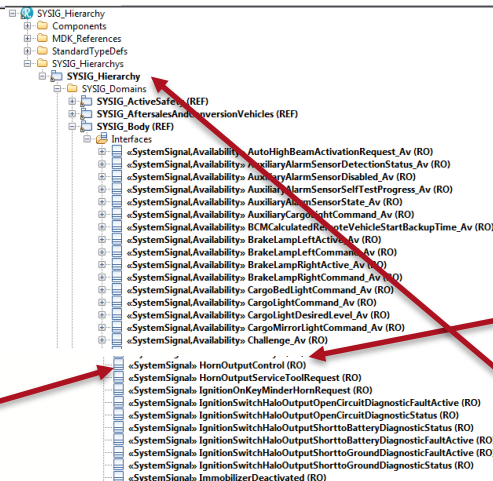 SYSIG_Hierarchy
Components
MDK_References
StandardTypeDefs
SYSIG_Hierarchys
SYSIG_Hierarchy
SYSIG_Domains
SYSIG_ActiveSafety (REF)
SYSIG_AftersalesAndConversionVehicles (REF)
SYSIG_Body (REF)
Interfaces
«SystemSignal,Availability» AutoHighBeamActivationRequest_Av (RO)
«SystemSignal,Availability» AuxiliaryAlarmSensorDetectionStatus_Av (RO)
«SystemSignal,Availability» AuxiliaryAlarmSensorDisabled_Av (RO)
«SystemSignal,Availability» AuxiliaryAlarmSensorSelfTestProgress_Av (RO)
«SystemSignal,Availability» AuxiliaryAlarmSensorState_Av (RO)
«SystemSignal,Availability» AuxiliaryCargoLightCommand_Av (RO)
«SystemSignal,Availability» BCMCalculatedRemoteVehicleStartBackupTime_Av (RO)
«SystemSignal,Availability» BrakeLampLeftActive_Av (RO)
«SystemSignal,Availability» BrakeLampLeftCommand_Av (RO)
«SystemSignal,Availability» BrakeLampRightActive_Av (RO)
«SystemSignal,Availability» BrakeLampRightCommand_Av (RO)
«SystemSignal,Availability» CargoBedLightCommand_Av (RO)
«SystemSignal,Availability» CargoLightCommand_Av (RO)
«SystemSignal,Availability» CargoLightDesiredLevel_Av (RO)
«SystemSignal,Availability» CargoMirrorLightCommand_Av (RO)
«SystemSignal,Availability» Challenge_Av (RO)
«SystemSignal» HornOutputControl (RO)
«SystemSignal» HornOutputServiceToolRequest (RO)
«SystemSignal» IgnitionOnKeyMinderHornRequest (RO)
«SystemSignal» IgnitionSwitchHaloOutputOpenCircuitDiagnosticFaultActive (RO)
«SystemSignal» IgnitionSwitchHaloOutputOpenCircuitDiagnosticStatus (RO)
«SystemSignal» IgnitionSwitchHaloOutputShorttoBatteryDiagnosticStatus (RO)
«SystemSignal» IgnitionSwitchHaloOutputShorttoBatteryDiagnosticFaultActive (RO)
«SystemSignal» IgnitionSwitchHaloOutputShorttoGroundDiagnosticFaultActive (RO)
«SystemSignal» IgnitionSwitchHaloOutputShorttoGroundDiagnosticStatus (RO)
«SystemSignal» ImmobilizerDeactivated (RO)